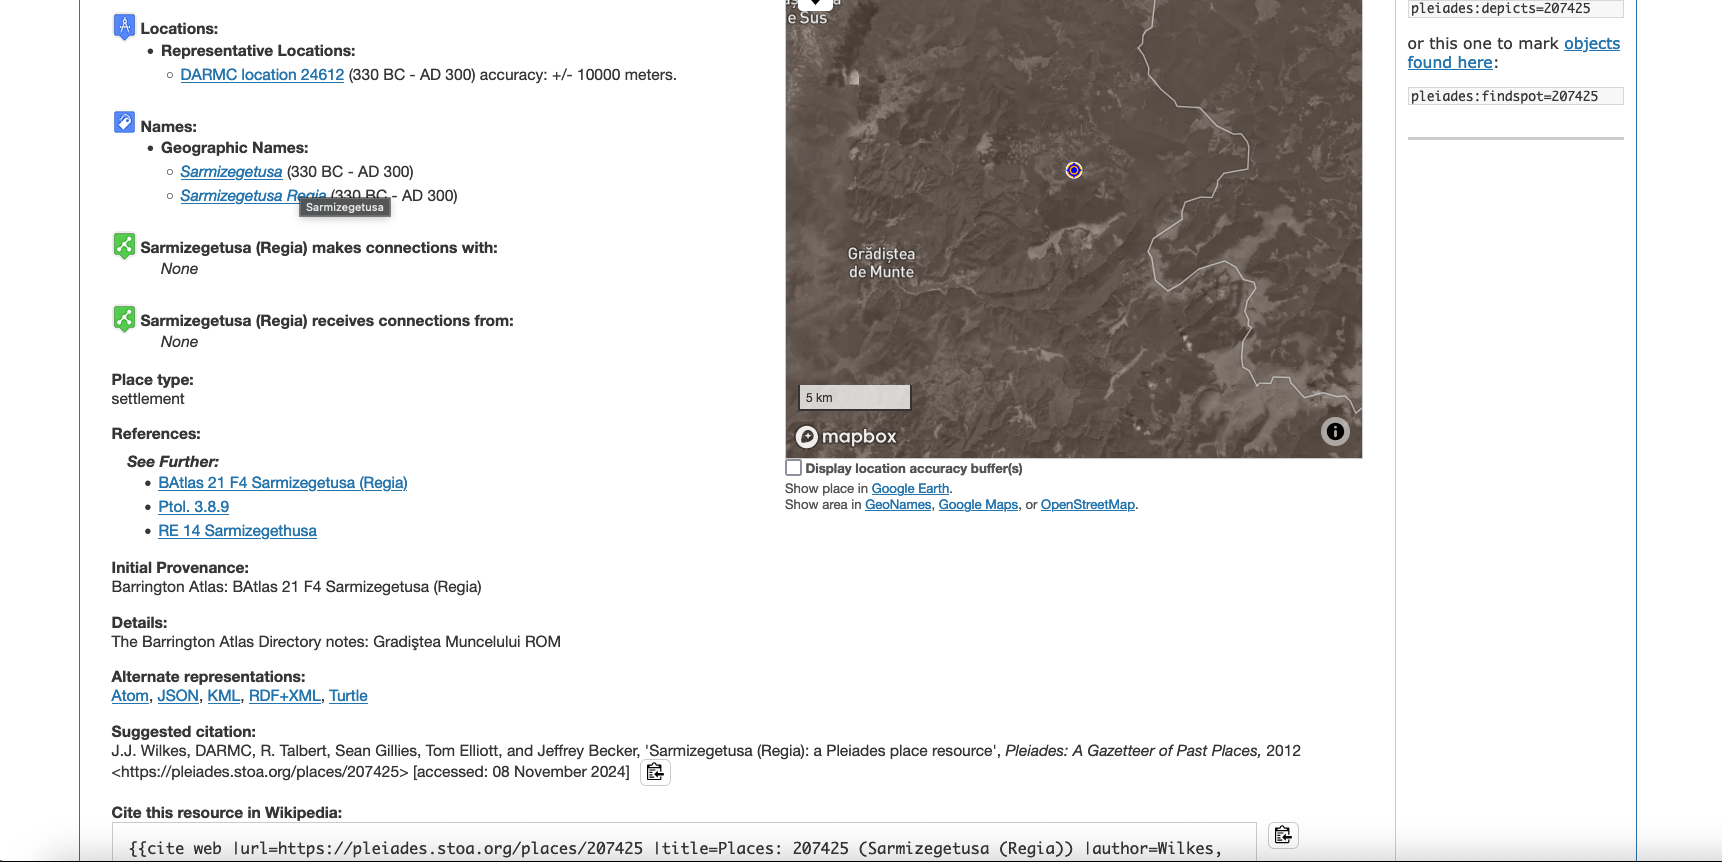 Locations:
• Representative Locations:
○ DARMC location 24612 (330 BC - AD 300) accuracy: +/- 10000 meters.
Names:
• Geographic Names:
○ Sarmizegetusa (330 BC - AD 300)
○ Sarmizegetusa Regia (330 BC - AD 300)
Sarmizegetusa
Sarmizegetusa (Regia) makes connections with:
None
Sarmizegetusa (Regia) receives connections from:
None
Place type:
settlement
References:
See Further:
• BAtlas 21 F4 Sarmizegetusa (Regia)
• Ptol. 3.8.9
• RE 14 Sarmizegethusa
Initial Provenance:
Barrington Atlas: BAtlas 21 F4 Sarmizegetusa (Regia)
Details:
The Barrington Atlas Directory notes: Gradiştea Muncelului ROM
Alternate representations:
Atom, JSON, KML, RDF+XML, Turtle
Suggested citation:
J.J. Wilkes, DARMC, R. Talbert, Sean Gillies, Tom Elliott, and Jeffrey Becker, 'Sarmizegetusa (Regia): a Pleiades place resource', Pleiades: A Gazetteer of Past Places, 2012
<https://pleiades.stoa.org/places/207425> [accessed: 08 November 2024]
Cite this resource in Wikipedia:
{{cite web |url=https://pleiades.stoa.org/places/207425 |title=Places: 207425 (Sarmizegetusa (Regia)) |author=Wilkes,
de Sus
Grădiștea
de Munte
5 km
mapbox
Display location accuracy buffer(s)
Show place in Google Earth.
Show area in GeoNames, Google Maps, or OpenStreetMap.
pleiades:depicts=207425
or this one to mark objects
found here:
pleiades:findspot=207425